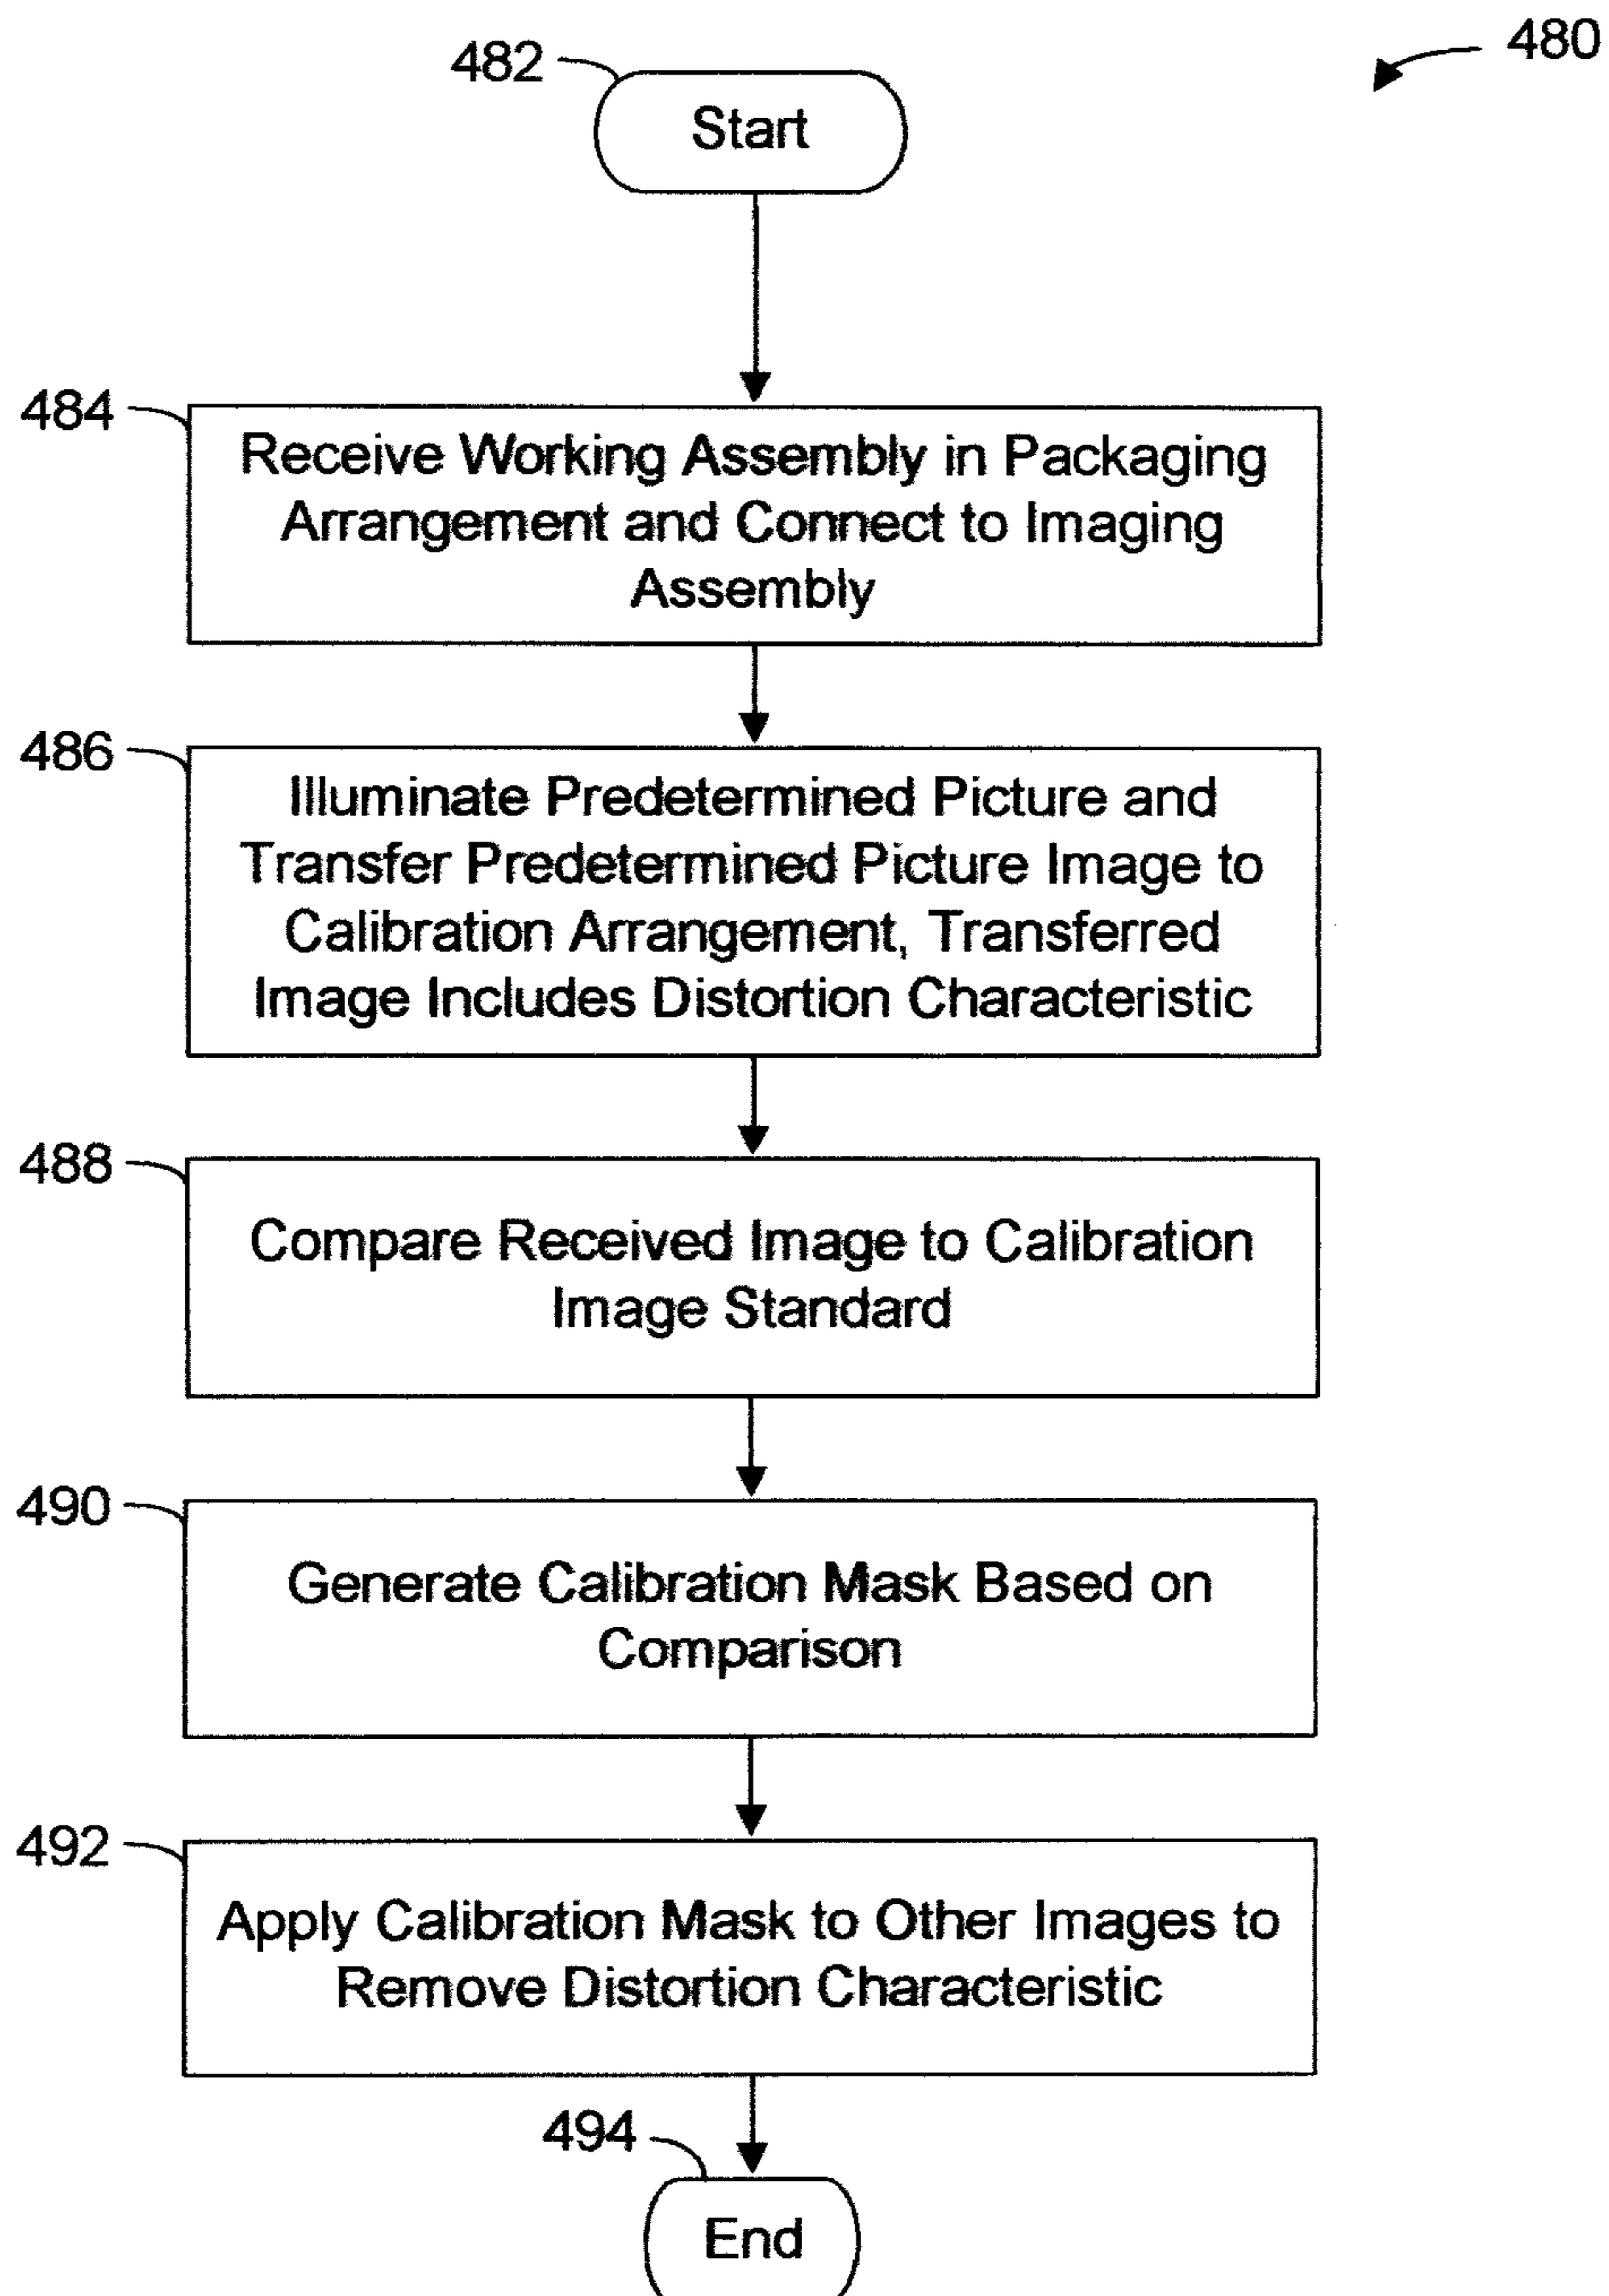 480
482
Start
484
Receive Working Assembly in Packaging
Arrangement and Connect to Imaging
Assembly
486
Illuminate Predetermined Picture and
Transfer Predetermined Picture Image to
Calibration Arrangement, Transferred
Image Includes Distortion Characteristic
488
Compare Received Image to Calibration
Image Standard
490
Generate Calibration Mask Based on
Comparison
492
Apply Calibration Mask to Other Images to
Remove Distortion Characteristic
494
End